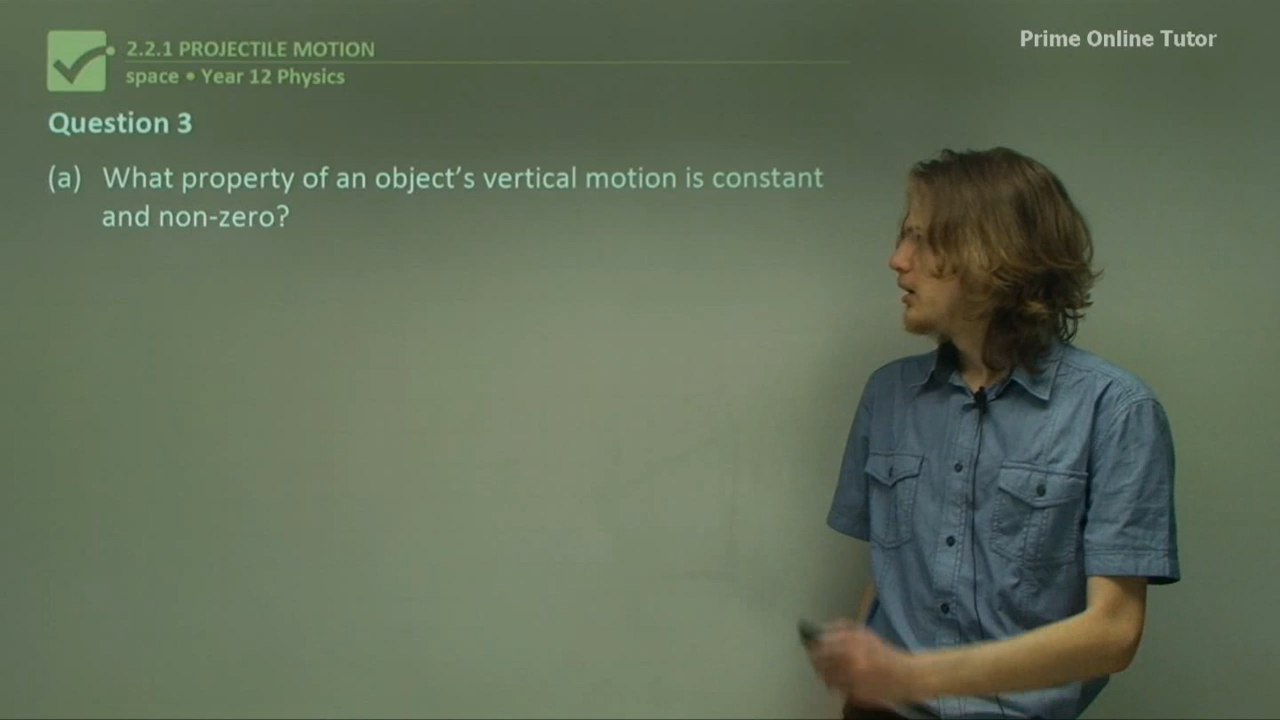 Prime Online Tutor
2.2.1 PROJECTILE MOTION
space • Year 12 Physics
Question 3
(a) What property of an object's vertical motion is constant
and non-zero?